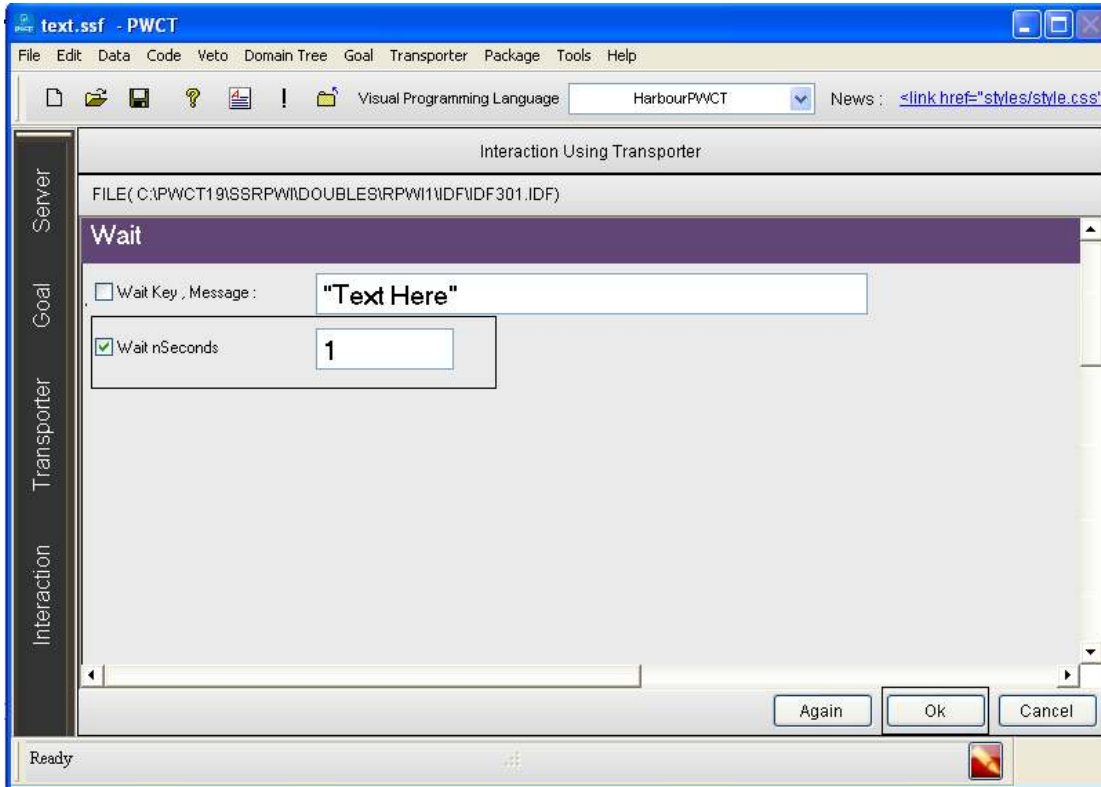 text.ssf - PWCT
File Edit Data Code Veto Domain Tree Goal Transporter Package Tools Help
Visual Programming Language HarbourPWCT News : <link href="styles/style.css"
Interaction Using Transporter
FILE( C:\PWCT19\SSRPWI\DOUBLES\RPWI1\IDF\IDF301.IDF)
Server
Goal
Transporter
Interaction
Wait
Wait Key , Message : "Text Here"
Wait nSeconds 1
Again Ok Cancel
Ready